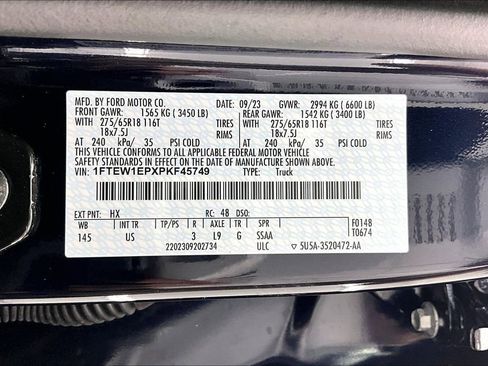 MFD. BY FORD MOTOR CO. 09/23 GVWR: 2994 KG (6600 LB)
FRONT GAWR: 1565 KG (3450 LB) REAR GAWR: 1542 KG (3400 LB)
275/65R18 116T TIRES 275/65R18 116T TIRES
18x7.5J RIMS 18x7.5J RIMS
AT 240 kPa/ 35 PSI COLD AT 240 kPa/ 35 PSI COLD
THIS VEHICLE CONFORMS TO ALL APPLICABLE FEDERAL MOTOR VEHICLE
SAFETY AND THEFT PREVENTION STANDARDS IN EFFECT ON THE DATE OF MANUFACTURE SHOWN ABOVE.
VIN: 1FTEW1EPXPKF45749 TYPE: Truck
EXT PNT: HX RC: 48 DSO: F0148
WB TP/PS R AXLE TR SPR T0674
145 US 3 L9 G SSAA
2202309202734 ULC 5U5A-3520472-AA